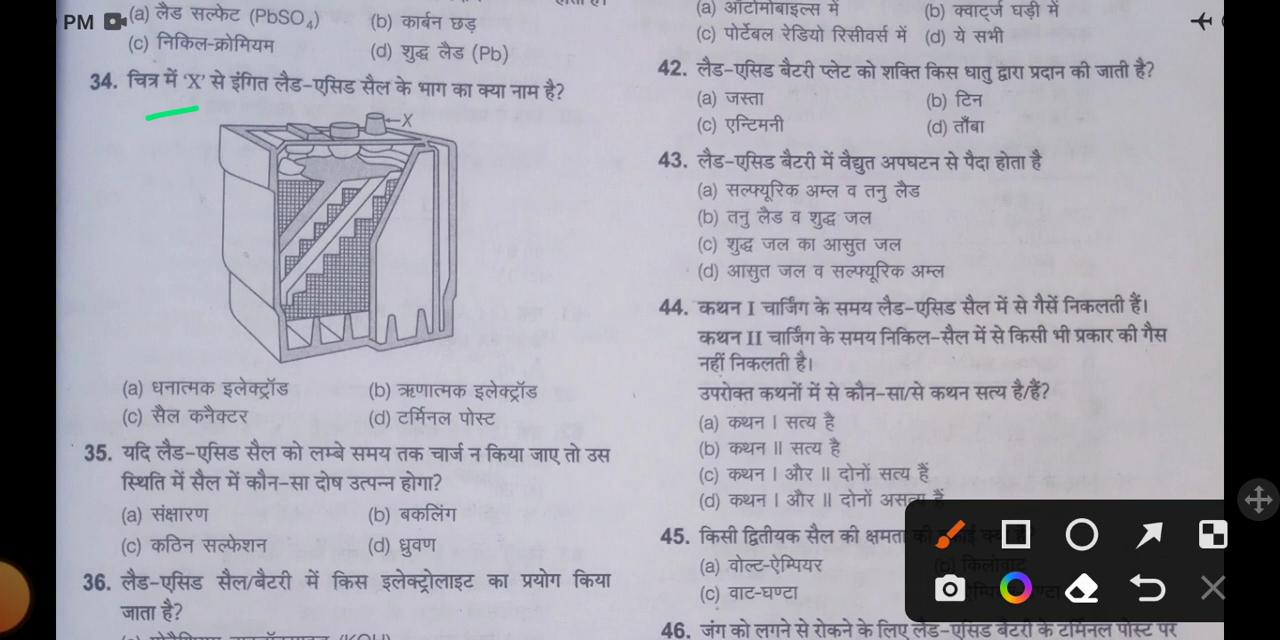 PM
(a) लैड सल्फेट (PbSO4)
(b) कार्बन छड़
(c) निकिल-क्रोमियम
(d) शुद्ध लैड (Pb)
34. चित्र में 'X' से इंगित लैड-एसिड सैल के भाग का क्या नाम है?
X
(a) धनात्मक इलेक्ट्रॉड
(b) ऋणात्मक इलेक्ट्रॉड
(c) सैल कनैक्टर
(d) टर्मिनल पोस्ट
35. यदि लैड-एसिड सैल को लम्बे समय तक चार्ज न किया जाए तो उस
स्थिति में सैल में कौन-सा दोष उत्पन्न होगा?
(a) संक्षारण
(b) बकलिंग
(c) कठिन सल्फेशन
(d) ध्रुवण
36. लैड-एसिड सैल/बैटरी में किस इलेक्ट्रोलाइट का प्रयोग किया
जाता है?
(a) ऑटोमोबाइल्स में
(b) क्वार्ट्ज घड़ी में
(c) पोर्टेबल रेडियो रिसीवर्स में
(d) ये सभी
42. लैड-एसिड बैटरी प्लेट को शक्ति किस धातु द्वारा प्रदान की जाती है?
(a) जस्ता
(b) टिन
(c) एन्टिमनी
(d) ताँबा
43. लैड-एसिड बैटरी में वैद्युत अपघटन से पैदा होता है
(a) सल्फ्यूरिक अम्ल व तनु लैड
(b) तनु लैड व शुद्ध जल
(c) शुद्ध जल का आसुत जल
(d) आसुत जल व सल्फ्यूरिक अम्ल
44. कथन I चार्जिंग के समय लैड-एसिड सैल में से गैसें निकलती हैं।
कथन II चार्जिंग के समय निकिल-सैल में से किसी भी प्रकार की गैस
नहीं निकलती है।
उपरोक्त कथनों में से कौन-सा/से कथन सत्य है/हैं?
(a) कथन I सत्य है
(b) कथन II सत्य है
(c) कथन I और II दोनों सत्य हैं
(d) कथन I और II दोनों असत्य हैं
45. किसी द्वितीयक सैल की क्षमता की
(a) वोल्ट-ऐम्पियर
(b) किलोवाट
(c) वाट-घण्टा
46. जंग को लगने से रोकने के लिए लैड-एसिड बैटरी के टर्मिनल पोस्ट पर